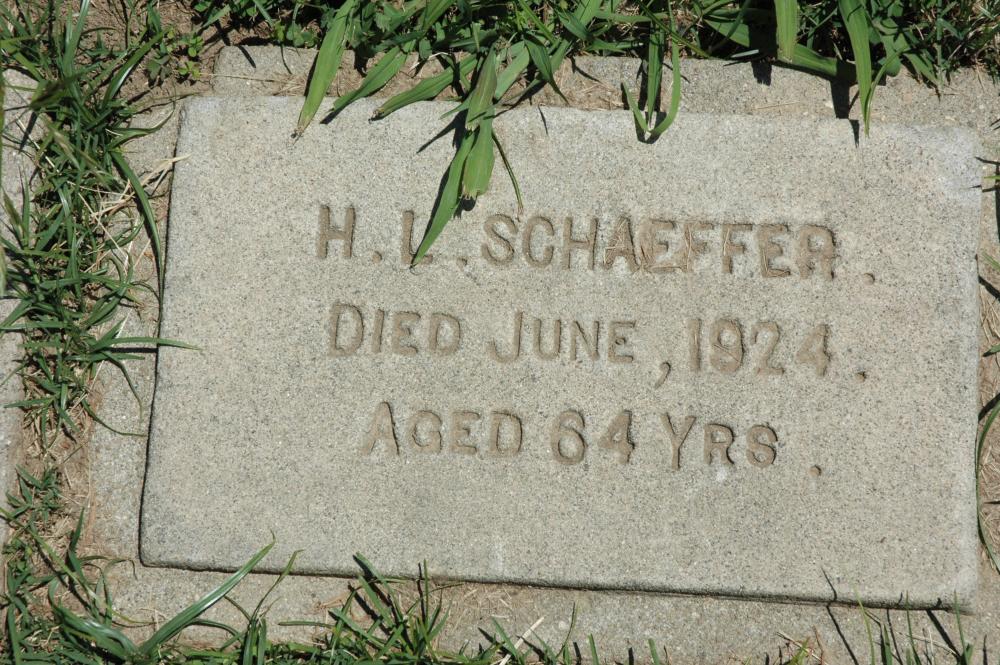 H. L. SCHAEFFER.
DIED JUNE, 1924.
AGED 64 YRS.